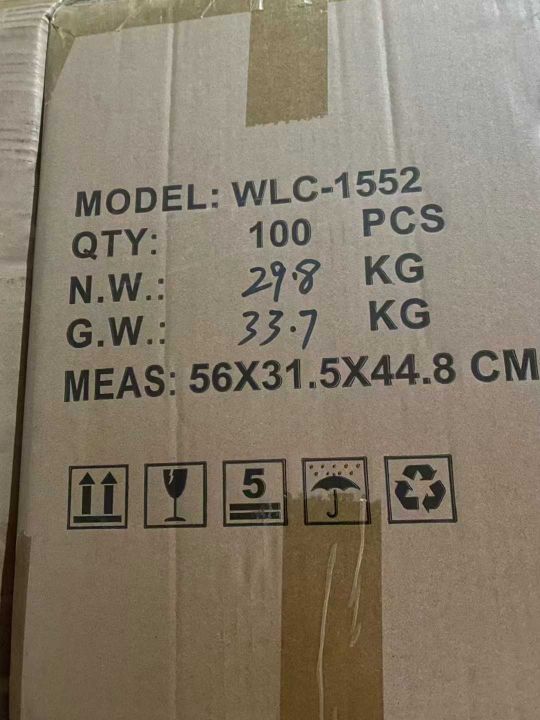 MODEL: WLC-1552
QTY: 100 PCS
N.W.: 29.8 KG
G.W.: 33.7 KG
MEAS: 56X31.5X44.8 CM
5